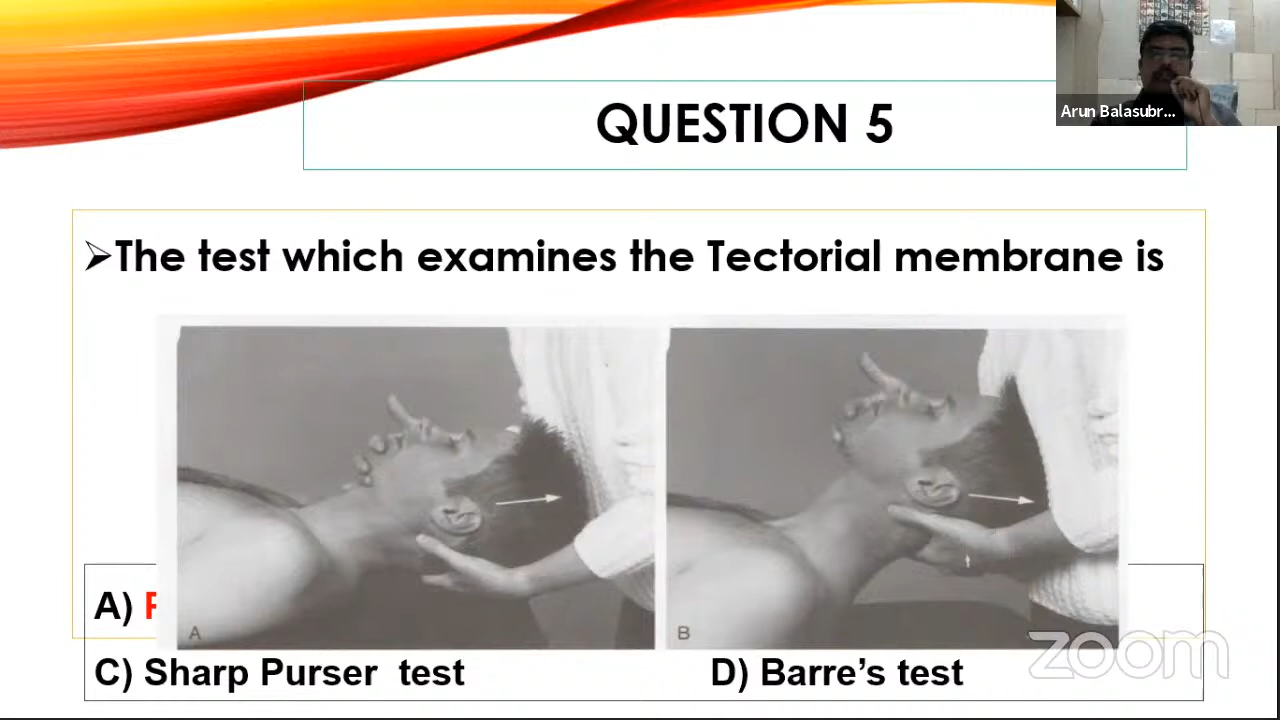 QUESTION 5
Arun Balasubr...
➢The test which examines the Tectorial membrane is
A)
A
B
C) Sharp Purser test
D) Barre's test
zoom